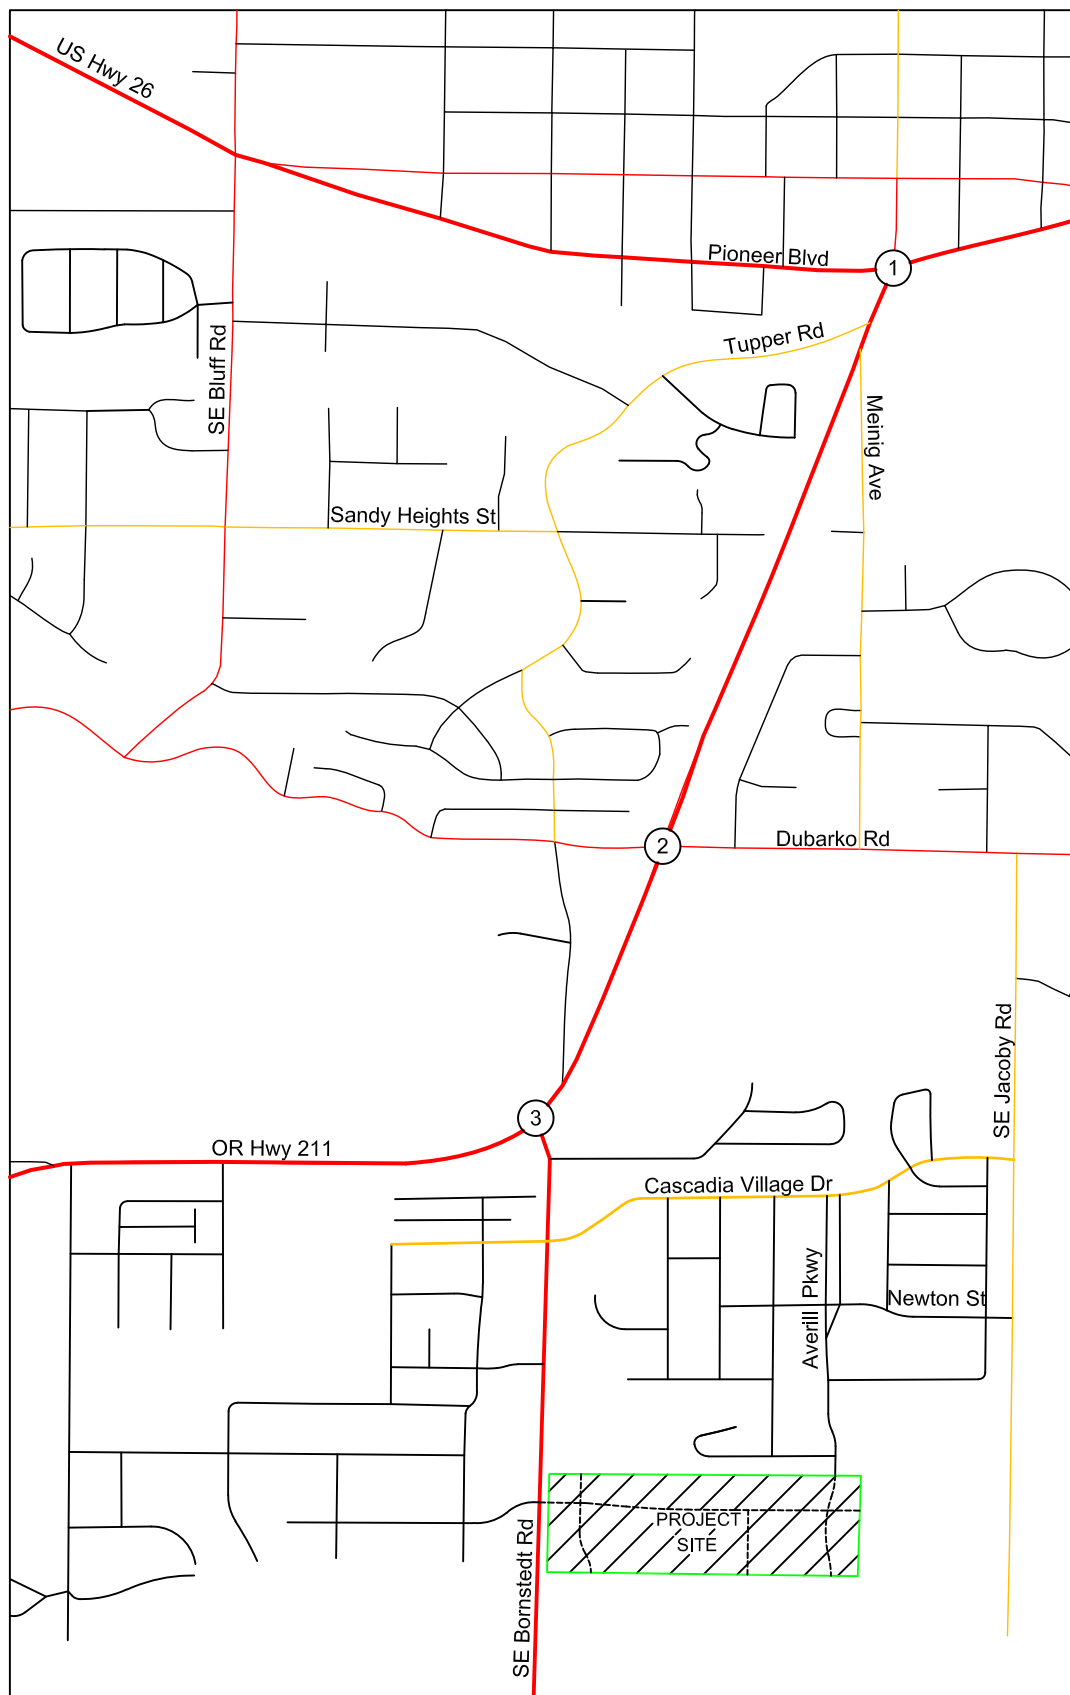 US Hwy 26
Pioneer Blvd
1
Tupper Rd
SE Bluff Rd
Meinig Ave
Sandy Heights St
Dubarko Rd
2
SE Jacoby Rd
3
OR Hwy 211
Cascadia Village Dr
Averill Pkwy
Newton St
PROJECT
SITE
SE Bornstedt Rd